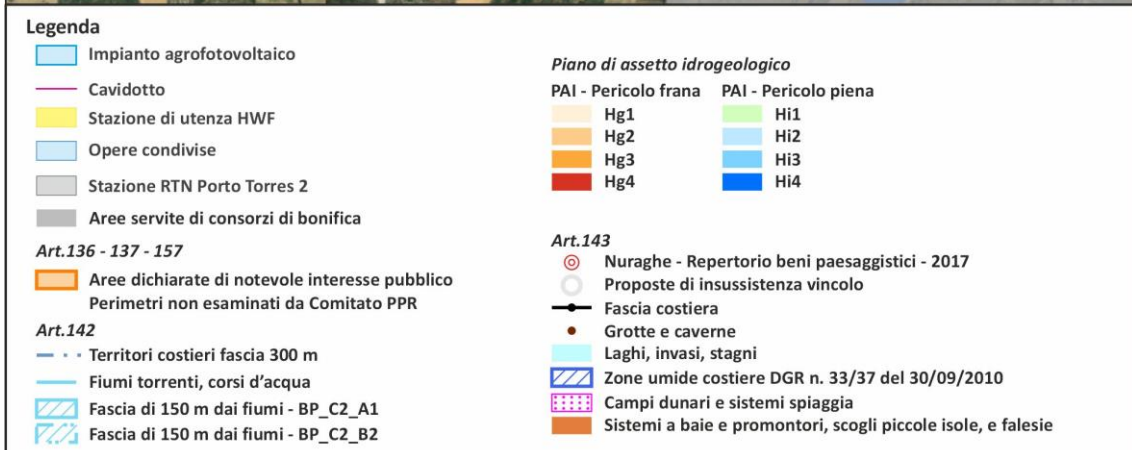 Legenda
Impianto agrofotovoltaico
Cavidotto
Stazione di utenza HWF
Opere condivise
Stazione RTN Porto Torres 2
Aree servite di consorzi di bonifica
Art.136 - 137 - 157
Aree dichiarate di notevole interesse pubblico
Perimetri non esaminati da Comitato PPR
Art.142
Territori costieri fascia 300 m
Fiumi torrenti, corsi d'acqua
Fascia di 150 m dai fiumi - BP_C2_A1
Fascia di 150 m dai fiumi - BP_C2_B2
Piano di assetto idrogeologico
PAI - Pericolo frana PAI - Pericolo piena
Hg1 Hi1
Hg2 Hi2
Hg3 Hi3
Hg4 Hi4
Art.143
Nuraghe - Repertorio beni paesaggistici - 2017
Proposte di insussistenza vincolo
Fascia costiera
Grotte e caverne
Laghi, invasi, stagni
Zone umide costiere DGR n. 33/37 del 30/09/2010
Campi dunari e sistemi spiaggia
Sistemi a baie e promontori, scogli piccole isole, e falesie